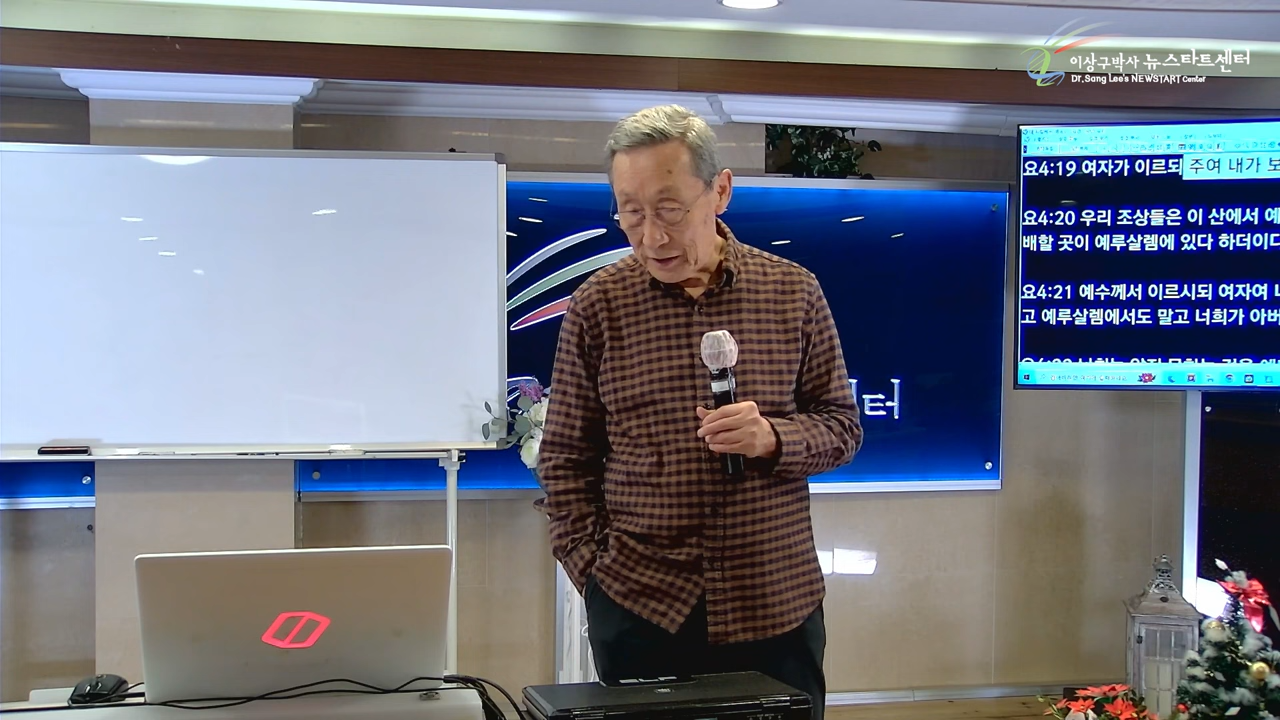 이상구박사 뉴스타트센터
Dr.Sang Lee's NEWSTART Center
요4:19 여자가 이르되 주여 내가 보
요4:20 우리 조상들은 이 산에서 예
배할 곳이 예루살렘에 있다 하더이다
요4:21 예수께서 이르시되 여자여 내
고 예루살렘에서도 말고 너희가 아버
터